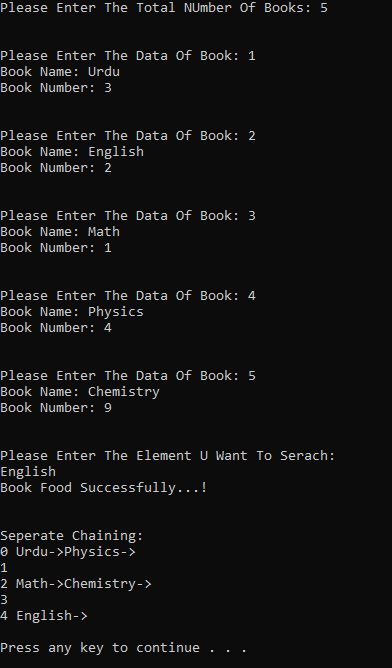 Please Enter The Total NUmber Of Books: 5
Please Enter The Data Of Book: 1
Book Name: Urdu
Book Number: 3
Please Enter The Data Of Book: 2
Book Name: English
Book Number: 2
Please Enter The Data Of Book: 3
Book Name: Math
Book Number: 1
Please Enter The Data Of Book: 4
Book Name: Physics
Book Number: 4
Please Enter The Data Of Book: 5
Book Name: Chemistry
Book Number: 9
Please Enter The Element U Want To Serach:
English
Book Food Successfully...!
Seperate Chaining:
0 Urdu->Physics->
1
2 Math->Chemistry->
3
4 English->
Press any key to continue . . .